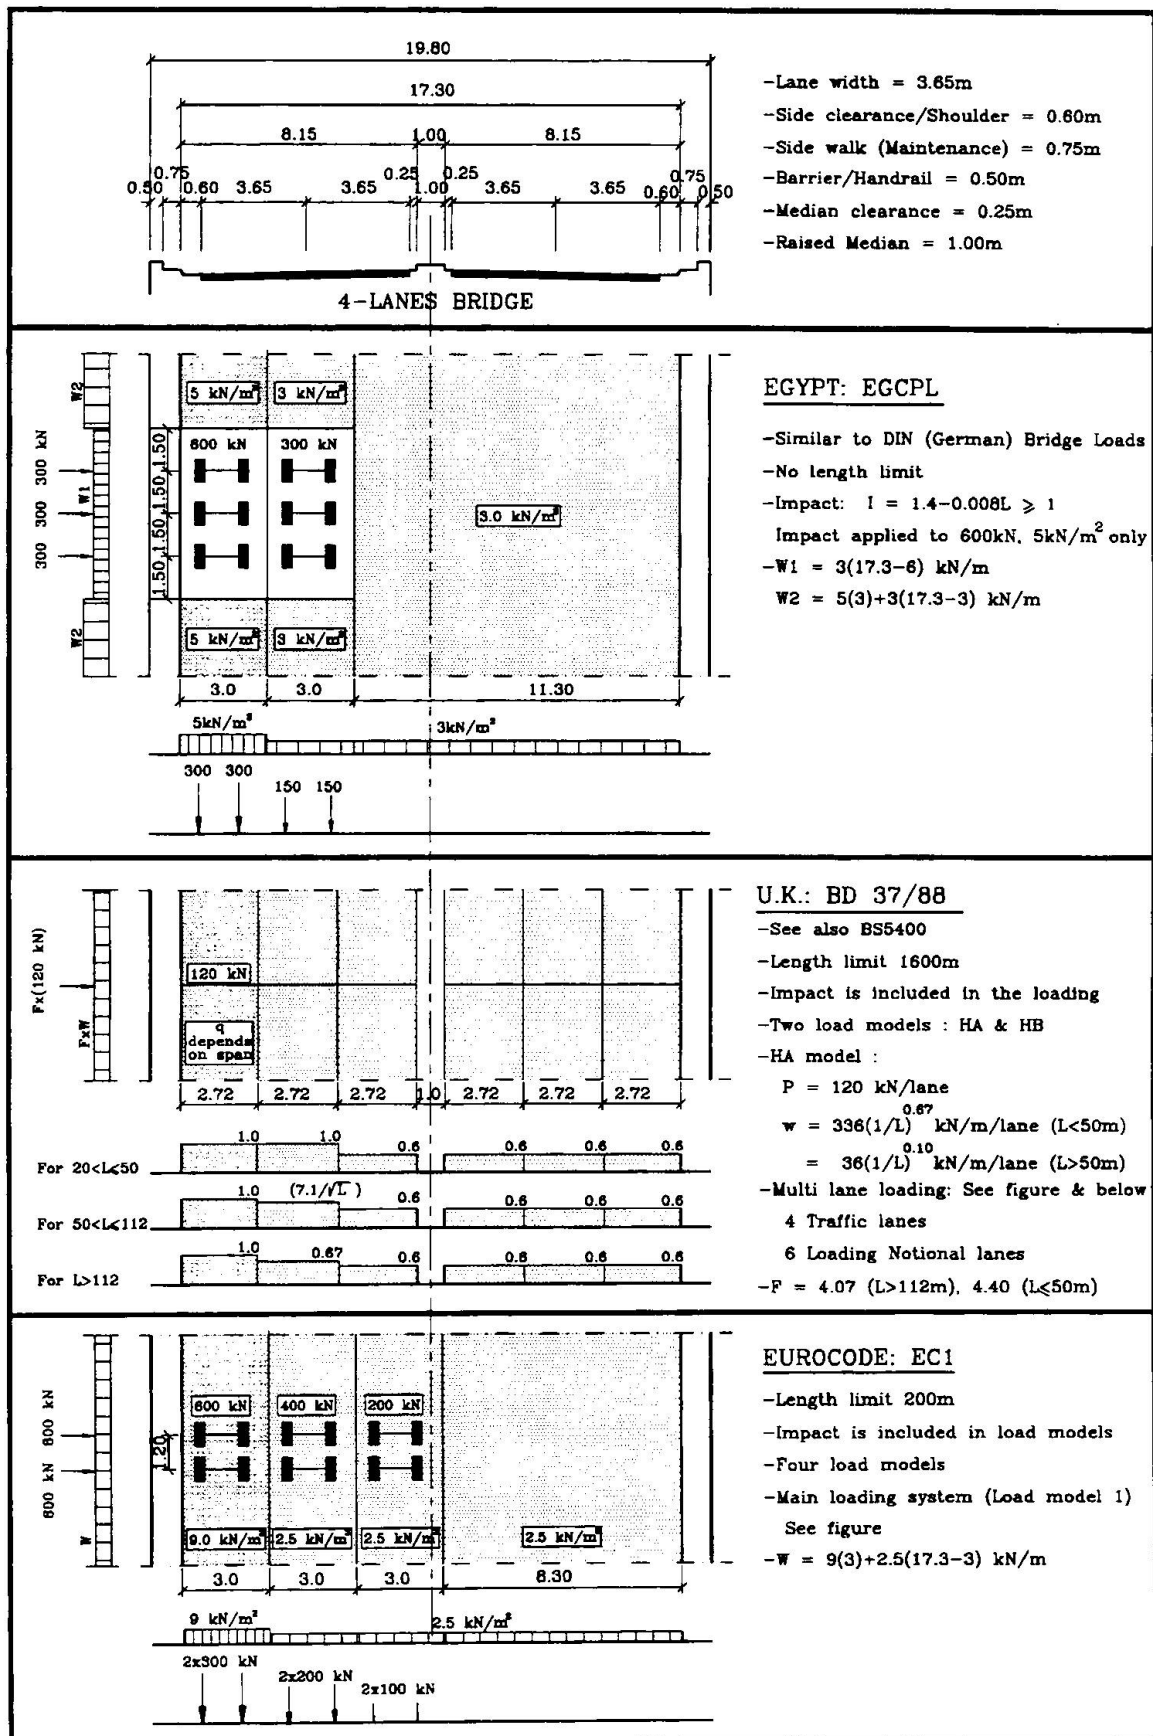 19.80
17.30
8.15 1.00 8.15
0.75 0.25 0.25 0.75
0.50 0.60 3.65 3.65 1.00 3.65 3.65 0.60 0.50
4-LANES BRIDGE
-Lane width = 3.65m
-Side clearance/Shoulder = 0.60m
-Side walk (Maintenance) = 0.75m
-Barrier/Handrail = 0.50m
-Median clearance = 0.25m
-Raised Median = 1.00m
W2
300 kN
300
300
W1
W2
5 kN/m² 3 kN/m²
600 kN 300 kN
1.50
1.50
1.50
1.50
3.0 kN/m²
5 kN/m² 3 kN/m²
3.0 3.0 11.30
5kN/m² 3kN/m²
300 300
150 150
EGYPT: EGCPL
-Similar to DIN (German) Bridge Loads
-No length limit
-Impact: I = 1.4-0.008L ⩾ 1
Impact applied to 600kN, 5kN/m² only
-W1 = 3(17.3-6) kN/m
W2 = 5(3)+3(17.3-3) kN/m
Fx(120 kN)
FxW
120 kN
q
depends
on span
2.72 2.72 2.72 1.0 2.72 2.72 2.72
For 20<L⩽50 1.0 1.0 0.6 0.6 0.6 0.6
For 50<L⩽112 1.0 (7.1/√L) 0.6 0.6 0.6 0.6
For L>112 1.0 0.67 0.6 0.6 0.6 0.6
U.K.: BD 37/88
-See also BS5400
-Length limit 1600m
-Impact is included in the loading
-Two load models : HA & HB
-HA model :
P = 120 kN/lane
w = 336(1/L)^0.67 kN/m/lane (L<50m)
= 36(1/L)^0.10 kN/m/lane (L>50m)
-Multi lane loading: See figure & below
4 Traffic lanes
6 Loading Notional lanes
-F = 4.07 (L>112m), 4.40 (L⩽50m)
600 kN
600 kN
W
600 kN 400 kN 200 kN
1.20
9.0 kN/m² 2.5 kN/m² 2.5 kN/m² 2.5 kN/m²
3.0 3.0 3.0 8.30
9 kN/m² 2.5 kN/m²
2x300 kN
2x200 kN
2x100 kN
EUROCODE: EC1
-Length limit 200m
-Impact is included in load models
-Four load models
-Main loading system (Load model 1)
See figure
-W = 9(3)+2.5(17.3-3) kN/m